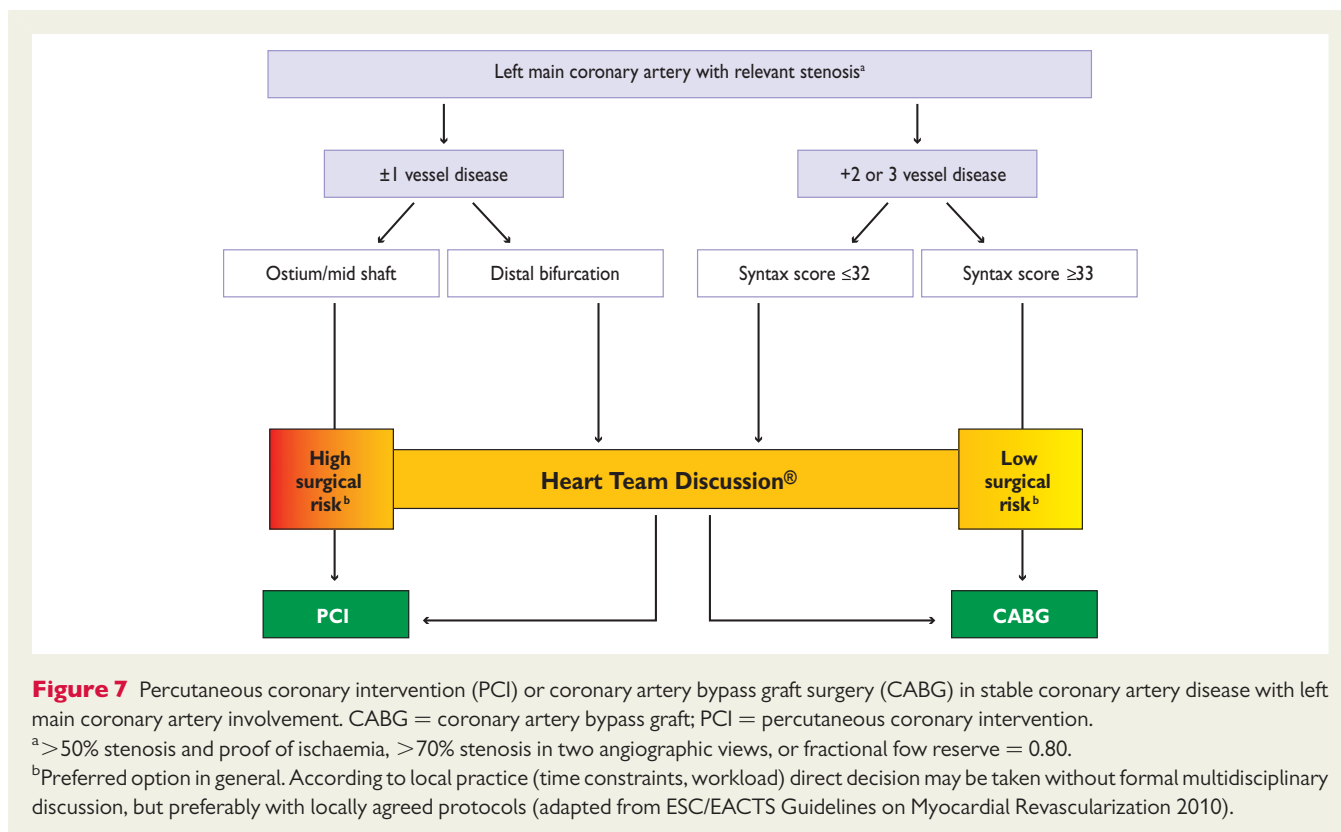 Left main coronary artery with relevant stenosisᵃ
±1 vessel disease
+2 or 3 vessel disease
Ostium/mid shaft
Distal bifurcation
Syntax score ≤32
Syntax score ≥33
High
surgical
riskᵇ
Heart Team Discussion®
Low
surgical
riskᵇ
PCI
CABG
Figure 7 Percutaneous coronary intervention (PCI) or coronary artery bypass graft surgery (CABG) in stable coronary artery disease with left
main coronary artery involvement. CABG = coronary artery bypass graft; PCI = percutaneous coronary intervention.
ᵃ>50% stenosis and proof of ischaemia, >70% stenosis in two angiographic views, or fractional fow reserve = 0.80.
ᵇPreferred option in general. According to local practice (time constraints, workload) direct decision may be taken without formal multidisciplinary
discussion, but preferably with locally agreed protocols (adapted from ESC/EACTS Guidelines on Myocardial Revascularization 2010).